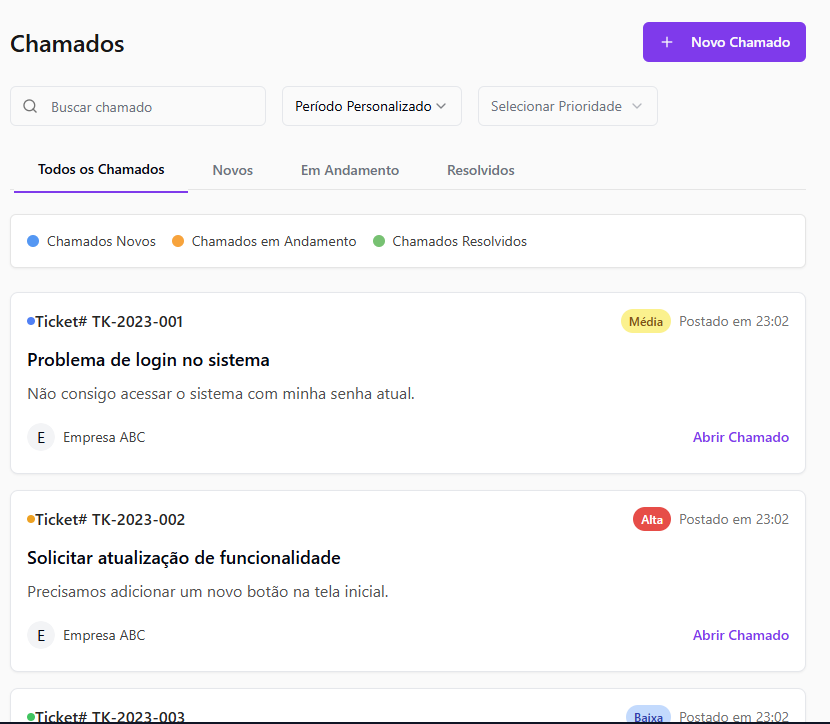 Chamados
+ Novo Chamado
Buscar chamado
Período Personalizado
Selecionar Prioridade
Todos os Chamados
Novos
Em Andamento
Resolvidos
Chamados Novos
Chamados em Andamento
Chamados Resolvidos
Ticket# TK-2023-001
Média
Postado em 23:02
Problema de login no sistema
Não consigo acessar o sistema com minha senha atual.
E
Empresa ABC
Abrir Chamado
Ticket# TK-2023-002
Alta
Postado em 23:02
Solicitar atualização de funcionalidade
Precisamos adicionar um novo botão na tela inicial.
E
Empresa ABC
Abrir Chamado
Ticket# TK-2023-003
Baixa
Postado em 23:02